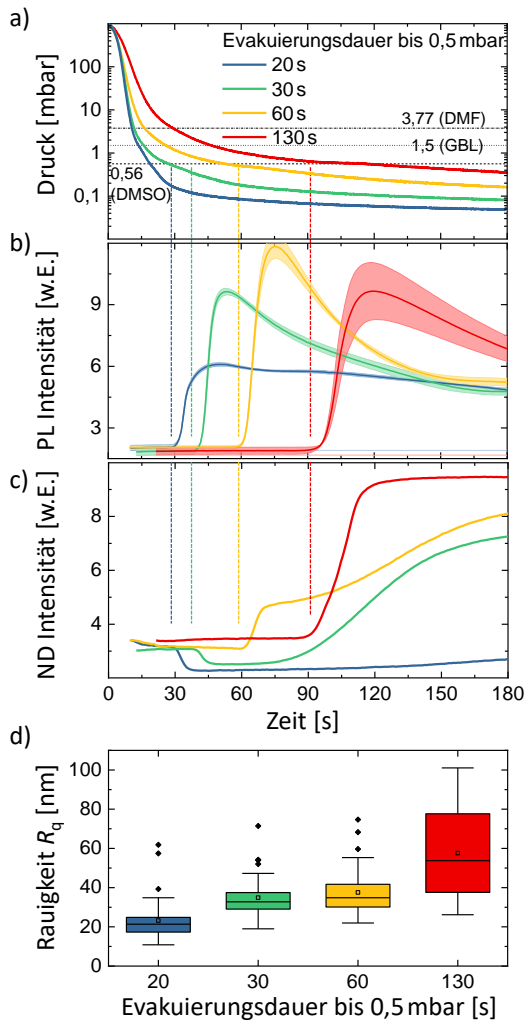 a)
Evakuierungsdauer bis 0,5 mbar
20 s
30 s
60 s
130 s
1000
100
10
1
0,1
Druck [mbar]
3,77 (DMF)
1,5 (GBL)
0,56
(DMSO)
b)
9
6
3
PL Intensität [w.E.]
c)
8
6
4
2
ND Intensität [w.E.]
0 30 60 90 120 150 180
Zeit [s]
d)
100
80
60
40
20
0
Rauigkeit Rq [nm]
20 30 60 130
Evakuierungsdauer bis 0,5 mbar [s]